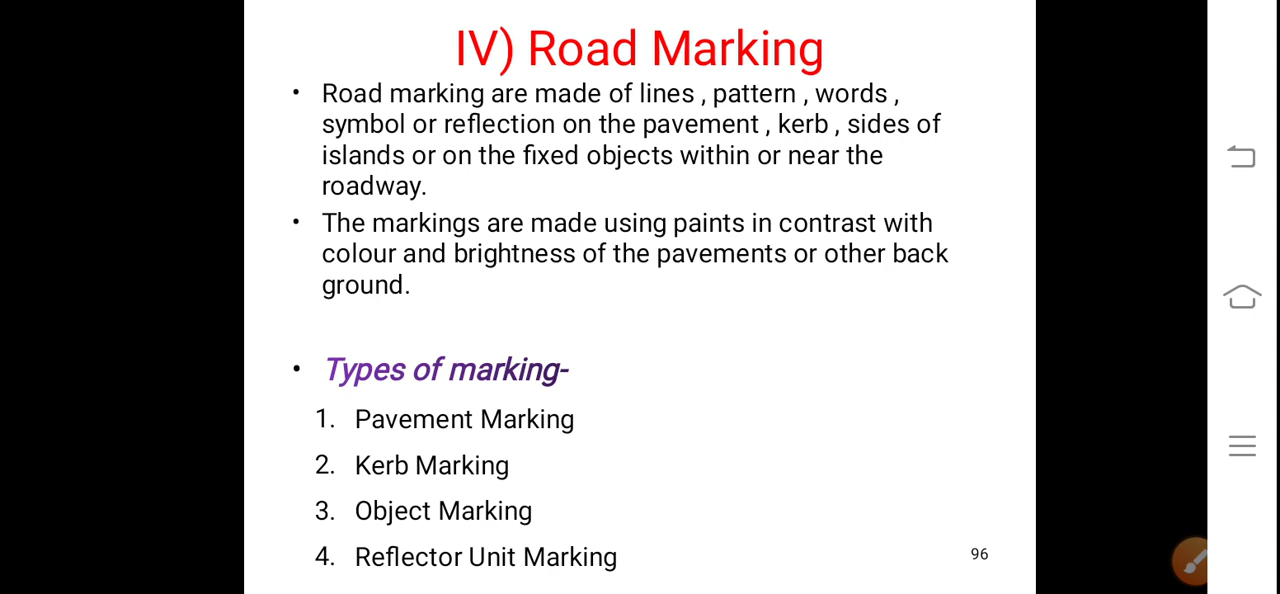 IV) Road Marking
• Road marking are made of lines , pattern , words ,
symbol or reflection on the pavement , kerb , sides of
islands or on the fixed objects within or near the
roadway.
• The markings are made using paints in contrast with
colour and brightness of the pavements or other back
ground.
• Types of marking-
1. Pavement Marking
2. Kerb Marking
3. Object Marking
4. Reflector Unit Marking
96